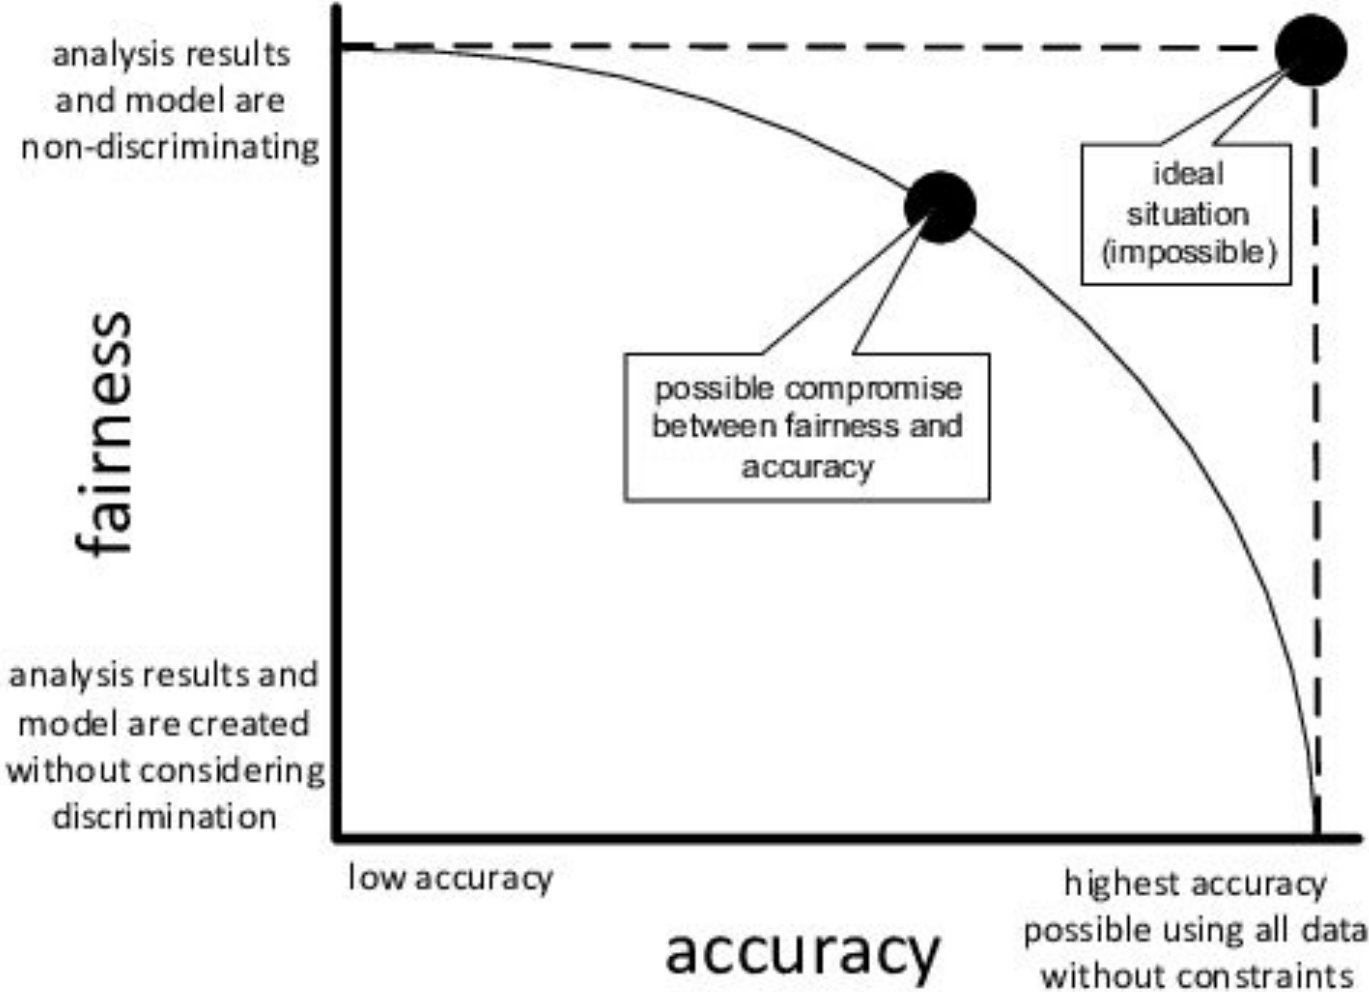 analysis results
and model are
non-discriminating
ideal
situation
(impossible)
possible compromise
between fairness and
accuracy
fairness
analysis results and
model are created
without considering
discrimination
low accuracy
highest accuracy
possible using all data
without constraints
accuracy